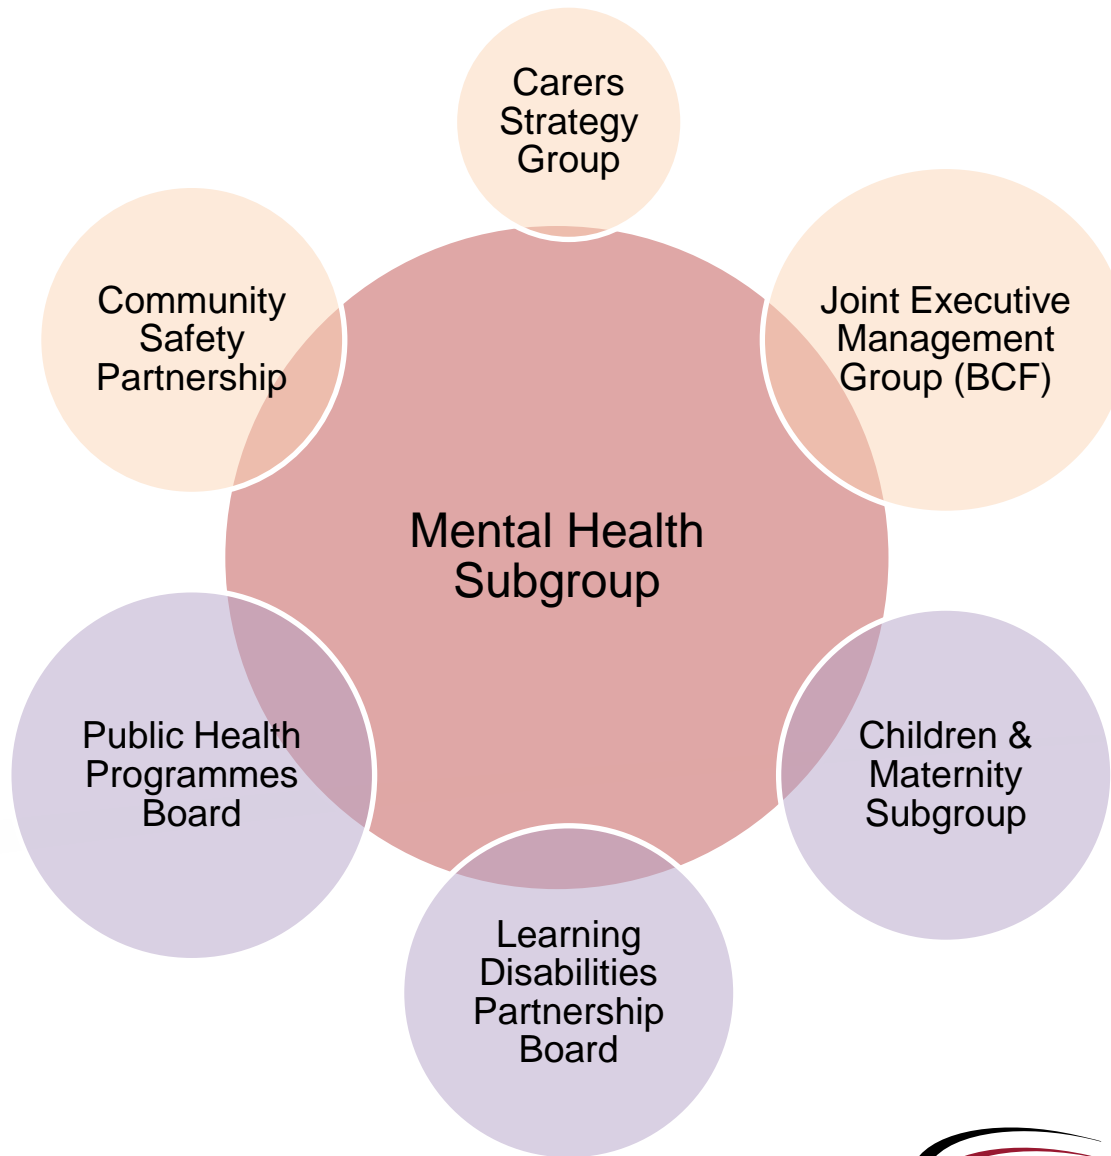 Carers
Strategy
Group
Community
Safety
Partnership
Joint Executive
Management
Group (BCF)
Mental Health
Subgroup
Public Health
Programmes
Board
Children &
Maternity
Subgroup
Learning
Disabilities
Partnership
Board